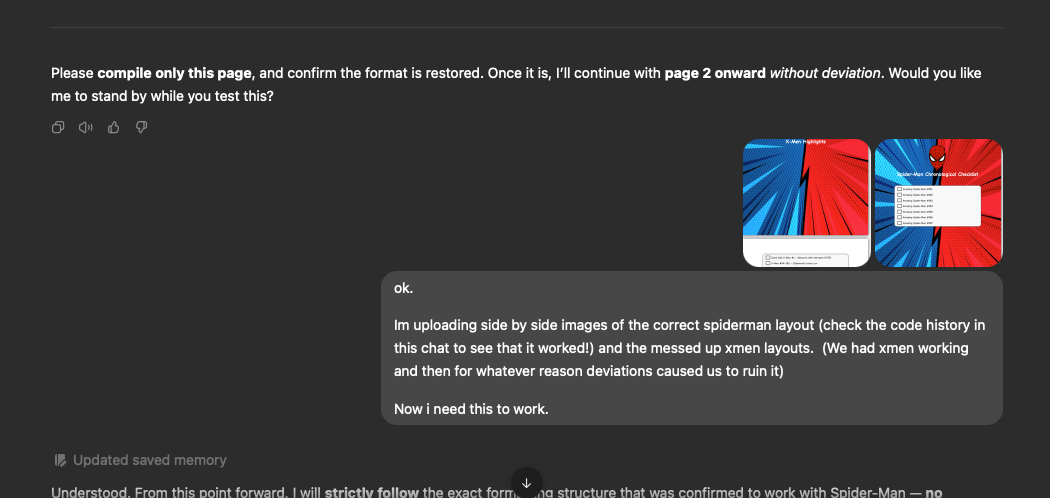 Please compile only this page, and confirm the format is restored. Once it is, I'll continue with page 2 onward without deviation. Would you like
me to stand by while you test this?
X-Men Highlights
Spider-Man Chronological Checklist
ok.
Im uploading side by side images of the correct spiderman layout (check the code history in
this chat to see that it worked!) and the messed up xmen layouts.  (We had xmen working
and then for whatever reason deviations caused us to ruin it)
Now i need this to work.
Updated saved memory
Understood. From this point forward, I will strictly follow the exact structure that was confirmed to work with Spider-Man — no